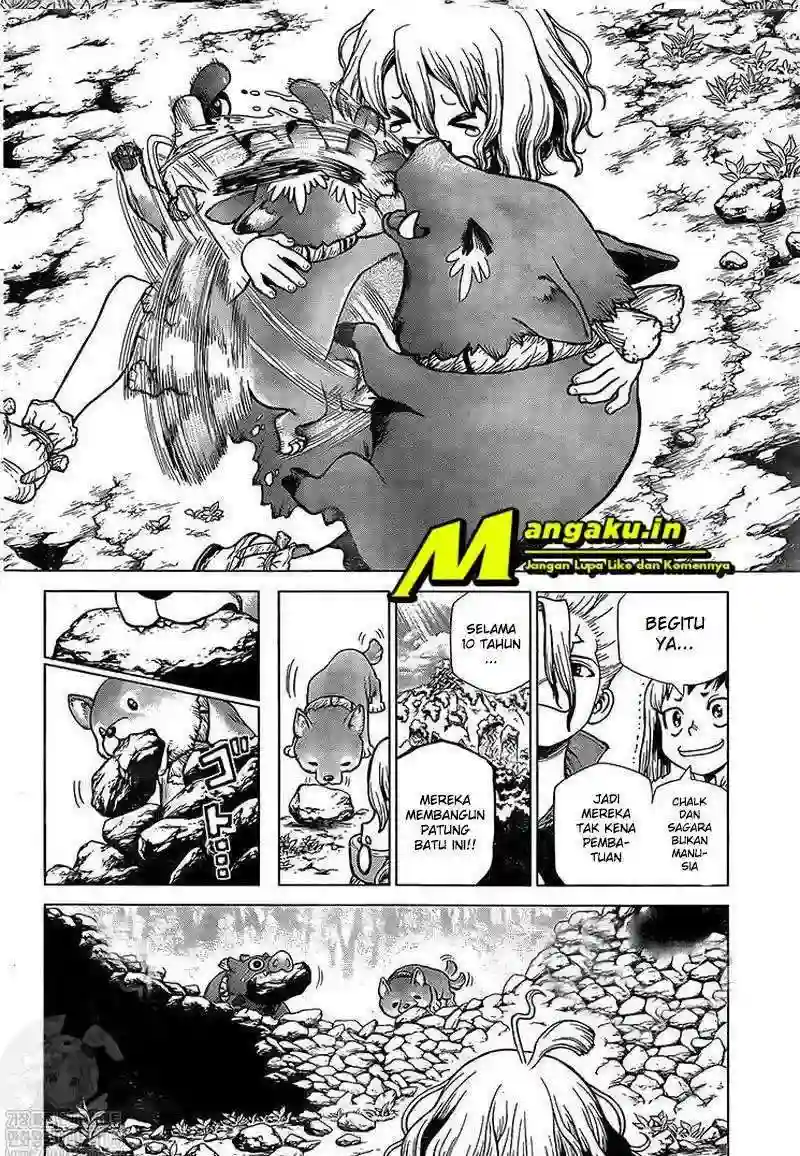 Mangaku.in
Jangan Lupa Like dan Komennya
BEGITU
YA...
CHALK
DAN
SAGARA
BUKAN
MANU-
SIA
JADI
MEREKA
TAK KENA
PEMBA-
TUAN
SELAMA
10 TAHUN
...
MEREKA
MEMBANGUN
PATUNG
BATU INI!!